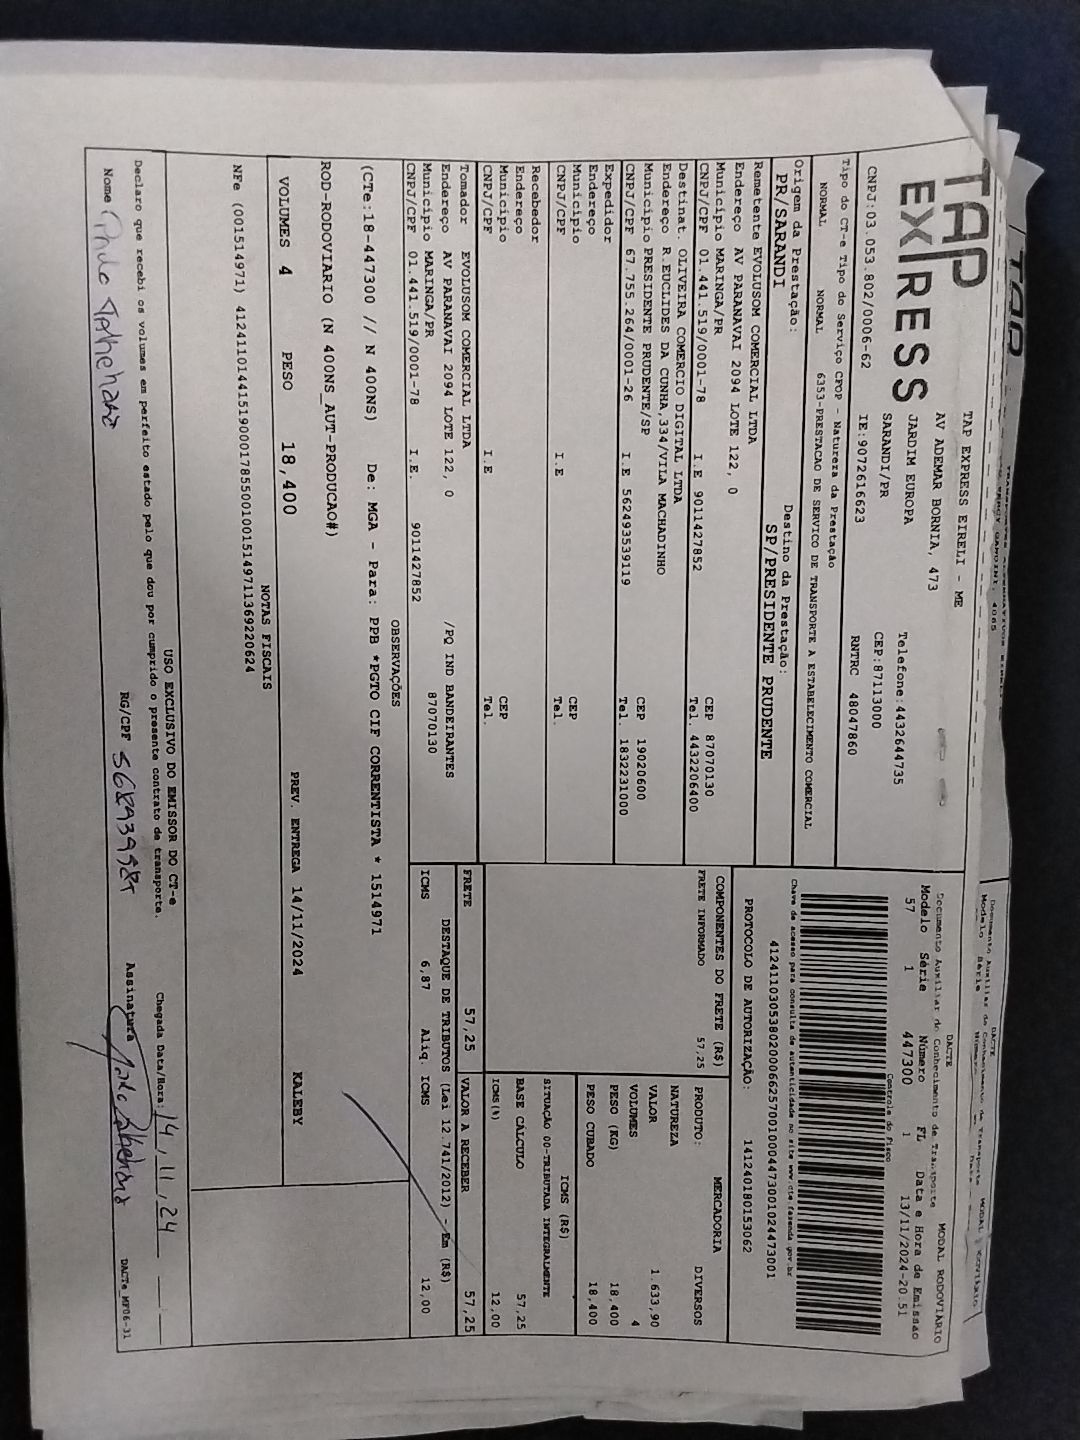 TAP EXPRESS
TAP EXPRESS EIRELI - ME
AV ADEMAR BORNIA, 473
JARDIM EUROPA Telefone:4432644735
SARANDI/PR CEP:87113000
CNPJ:03.053.802/0006-62 IE:9072616623 RNTRC 48047860
DACTE
Documento Auxiliar do Conhecimento de Transporte MODAL RODOVIÁRIO
Modelo Série Número FL Data e Hora de Emissão
57 1 447300 1 13/11/2024-20:51
Controle do Fisco
Chave de acesso para consulta de autenticidade no site www.cte.fazenda.gov.br
41241103053802000662570010004473001024473001
PROTOCOLO DE AUTORIZAÇÃO: 141240180153062
Tipo do CT-e Tipo do Serviço CFOP - Natureza da Prestação
NORMAL NORMAL 6353-PRESTACAO DE SERVICO DE TRANSPORTE A ESTABELECIMENTO COMERCIAL
Origem da Prestação: Destino da Prestação:
PR/SARANDI SP/PRESIDENTE PRUDENTE
Remetente EVOLUSOM COMERCIAL LTDA
Endereço AV PARANAVAI 2094 LOTE 122, 0
Município MARINGA/PR CEP 87070130
CNPJ/CPF 01.441.519/0001-78 I.E 9011427852 Tel. 4432206400
Destinat. OLIVEIRA COMERCIO DIGITAL LTDA
Endereço R.EUCLIDES DA CUNHA,334/VILA MACHADINHO
Município PRESIDENTE PRUDENTE/SP CEP 19020600
CNPJ/CPF 67.755.264/0001-26 I.E 562493539119 Tel. 1832231000
Expedidor
Endereço
Município CEP
CNPJ/CPF I.E Tel.
Recebedor
Endereço
Município CEP
CNPJ/CPF I.E Tel.
Tomador EVOLUSOM COMERCIAL LTDA
Endereço AV PARANAVAI 2094 LOTE 122, 0 /PQ IND BANDEIRANTES
Município MARINGA/PR 87070130
CNPJ/CPF 01.441.519/0001-78 I.E. 9011427852
COMPONENTES DO FRETE (R$)
FRETE INFORMADO 57,25
MERCADORIA
PRODUTO: DIVERSOS
NATUREZA
VALOR 1.633,90
VOLUMES 4
PESO (KG) 18,400
PESO CUBADO 18,400
ICMS (R$)
SITUAÇÃO 00-TRIBUTADA INTEGRALMENTE
BASE CÁLCULO 57,25
ICMS(%) 12,00
FRETE 57,25 VALOR A RECEBER 57,25
DESTAQUE DE TRIBUTOS (Lei 12.741/2012) - Em (R$)
ICMS 6,87 Aliq. ICMS 12,00
OBSERVAÇÕES
(CTe:18-447300 // N 400NS) De: MGA - Para: PPB *PGTO CIF CORRENTISTA * 1514971
ROD-RODOVIARIO (N 400NS_AUT-PRODUCAO#)
VOLUMES 4 PESO 18,400 PREV. ENTREGA 14/11/2024 KALEBY
NOTAS FISCAIS
NFe (001514971) 41241101441519000178550010015149711369220624
USO EXCLUSIVO DO EMISSOR DO CT-e
Declaro que recebi os volumes em perfeito estado pelo que dou por cumprido o presente contrato de transporte. Chegada Data/Hora: 14, 11, 24
Nome RG/CPF Assinatura
DACTe MF06-31